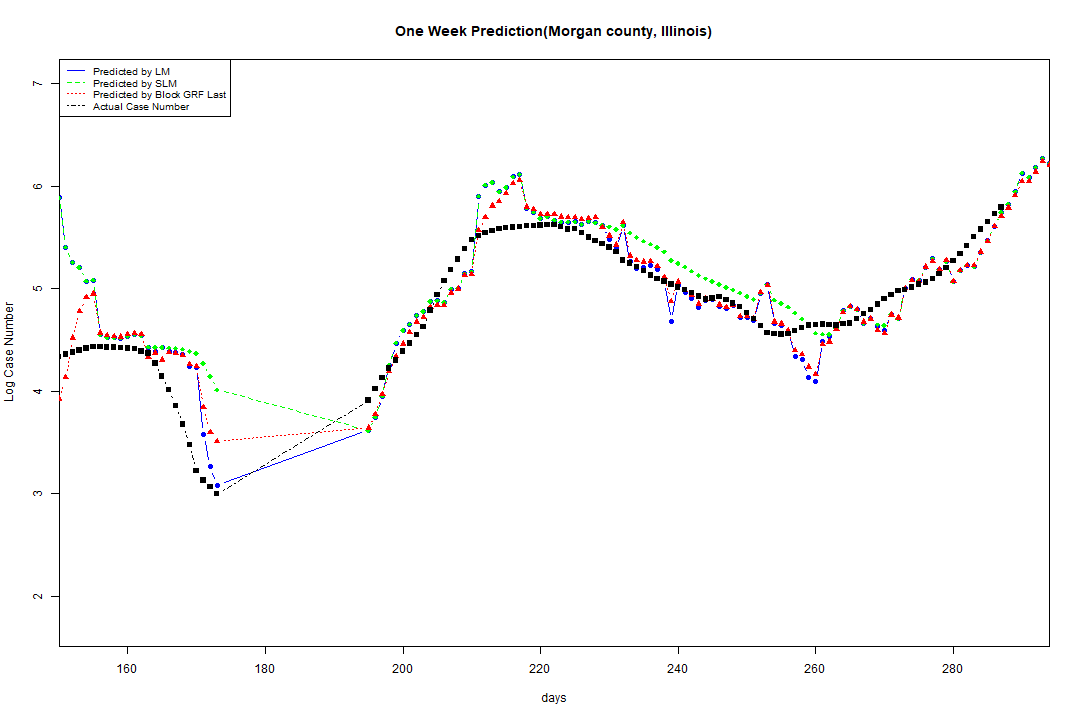 One Week Prediction(Morgan county, Illinois)
Predicted by LM
Predicted by SLM
Predicted by Block GRF Last
Actual Case Number
7
6
5
4
3
2
Log Case Number
160 180 200 220 240 260 280
days